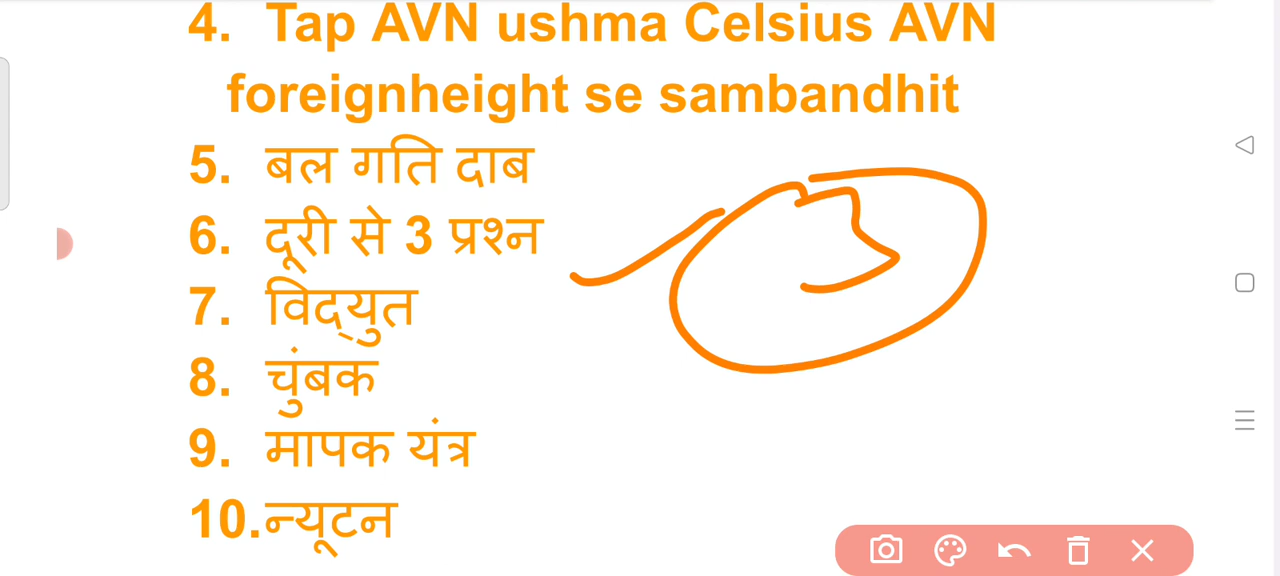 4. Tap AVN ushma Celsius AVN
foreignheight se sambandhit
5. बल गति दाब
6. दूरी से 3 प्रश्न
7. विद्युत
8. चुंबक
9. मापक यंत्र
10.न्यूटन
3